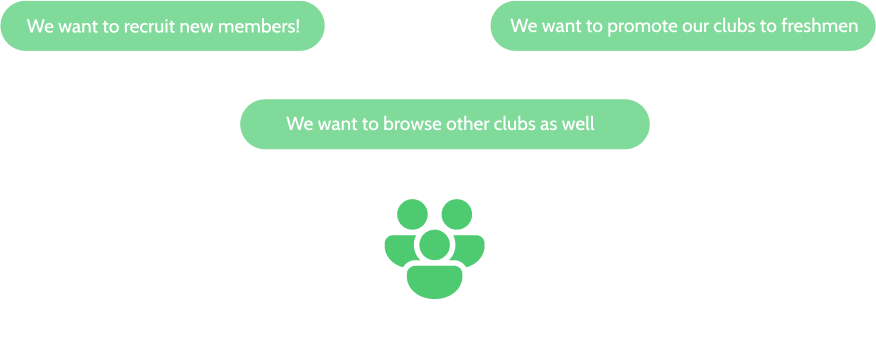 We want to recruit new members!
We want to promote our clubs to freshmen
We want to browse other clubs as well